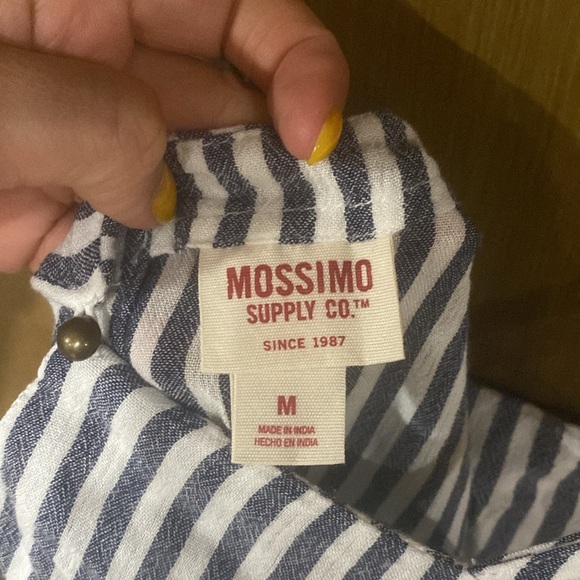 MOSSIMO
SUPPLY CO.™
SINCE 1987
M
MADE IN INDIA
HECHO EN INDIA